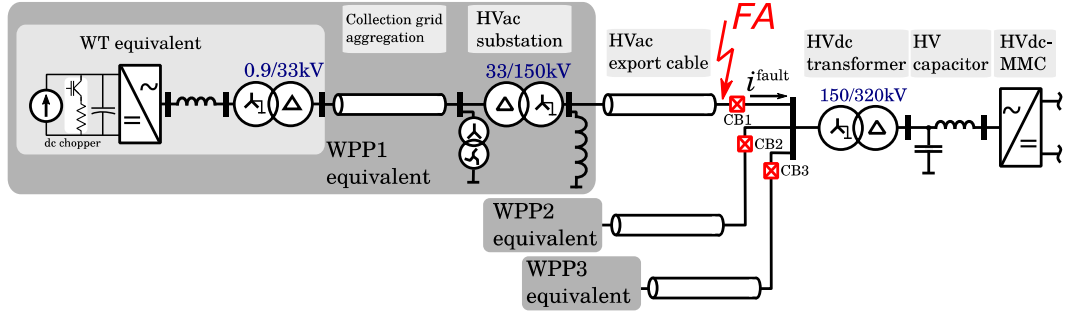 WT equivalent
dc chopper
0.9/33kV
Collection grid
aggregation
HVac
substation
33/150kV
WPP1
equivalent
HVac
export cable
FA
i^fault
CB1
CB2
CB3
HVdc
transformer
150/320kV
HV
capacitor
HVdc-
MMC
WPP2
equivalent
WPP3
equivalent